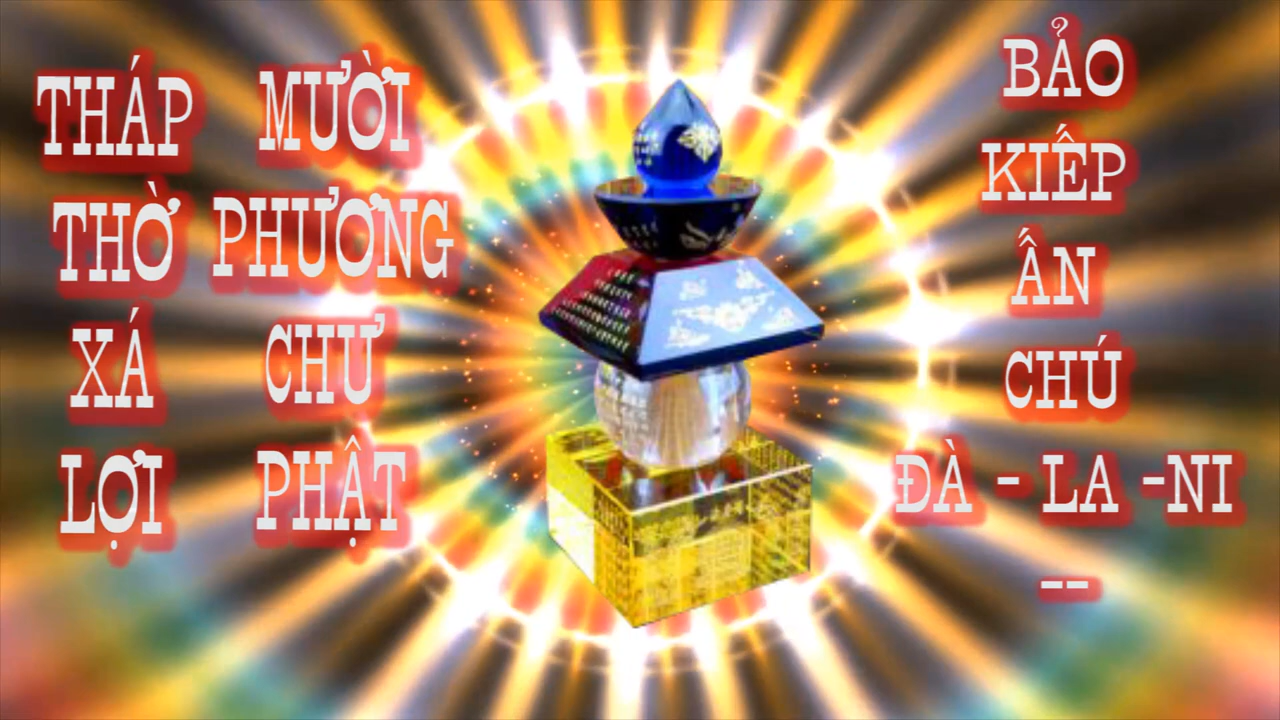 THÁP MƯỜI
THỜ PHƯƠNG
XÁ CHƯ
LỢI PHẬT
BẢO
KIẾP
ẤN
CHÚ
ĐÀ - LA -NI
--